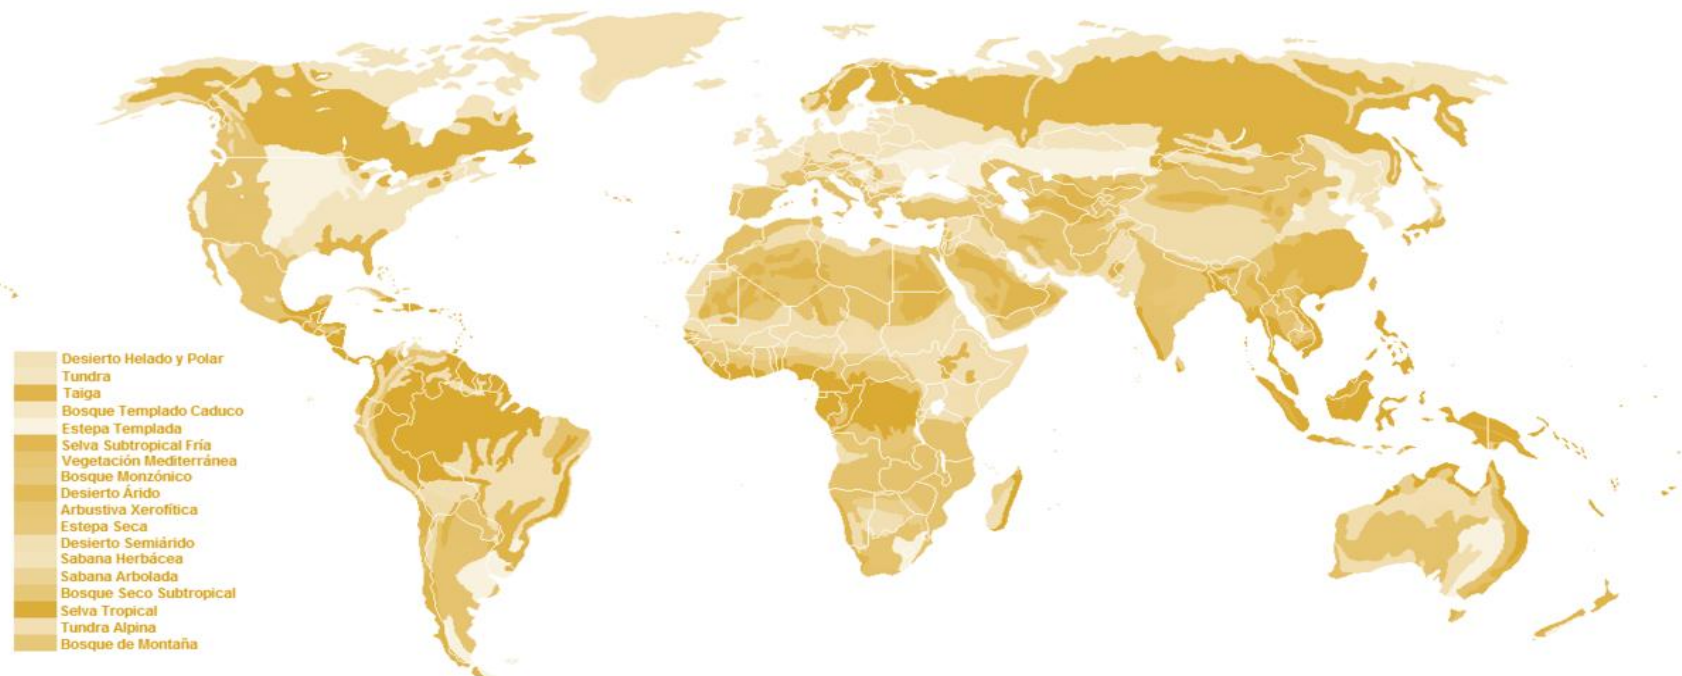 Desierto Helado y Polar
Tundra
Taiga
Bosque Templado Caduco
Estepa Templada
Selva Subtropical Fría
Vegetación Mediterránea
Bosque Monzónico
Desierto Árido
Arbustiva Xerofítica
Estepa Seca
Desierto Semiárido
Sabana Herbácea
Sabana Arbolada
Bosque Seco Subtropical
Selva Tropical
Tundra Alpina
Bosque de Montaña